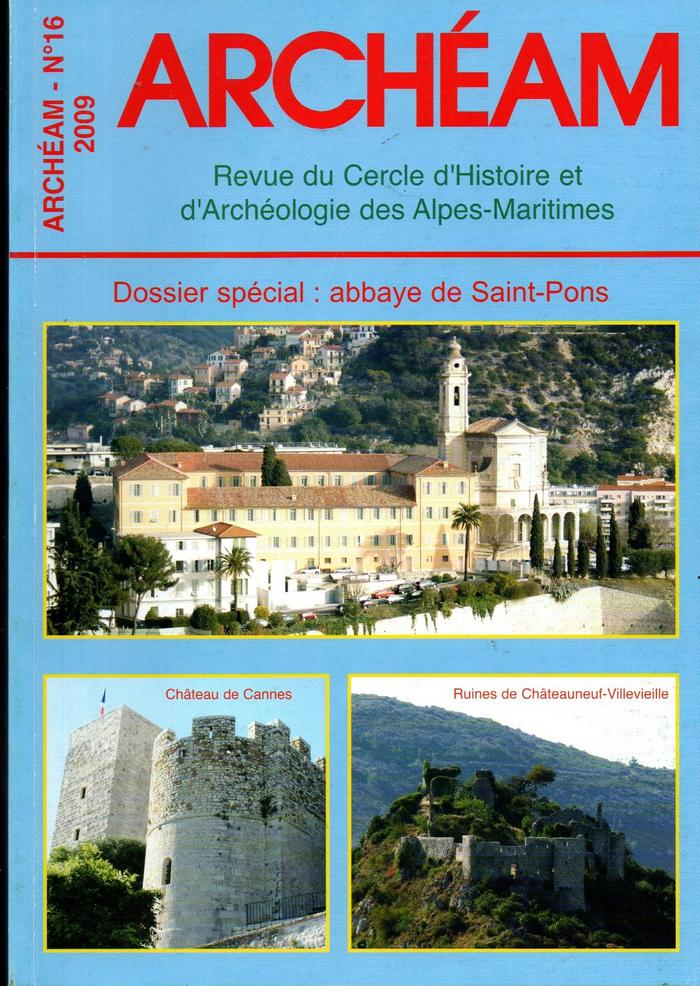 ARCHÉAM - N°16
2009
ARCHÉAM
Revue du Cercle d'Histoire et
d'Archéologie des Alpes-Maritimes
Dossier spécial : abbaye de Saint-Pons
Château de Cannes
Ruines de Châteauneuf-Villevieille